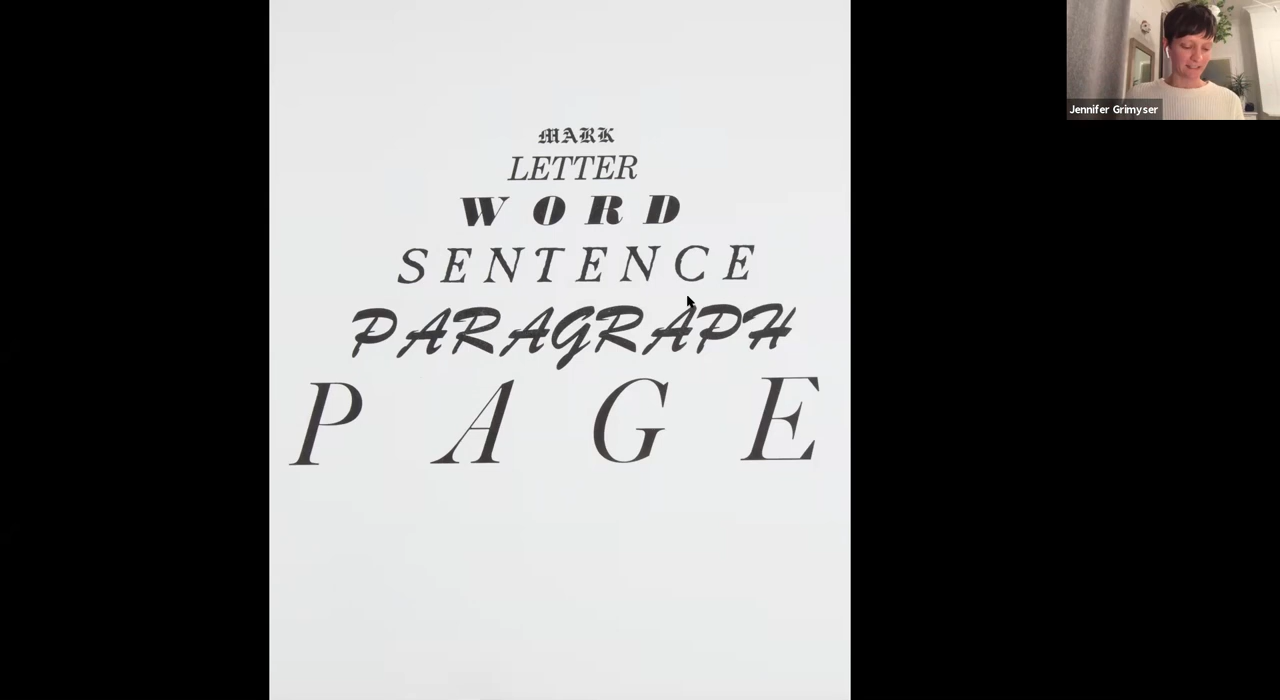 MARK
LETTER
WORD
SENTENCE
PARAGRAPH
PAGE
Jennifer Grimyser